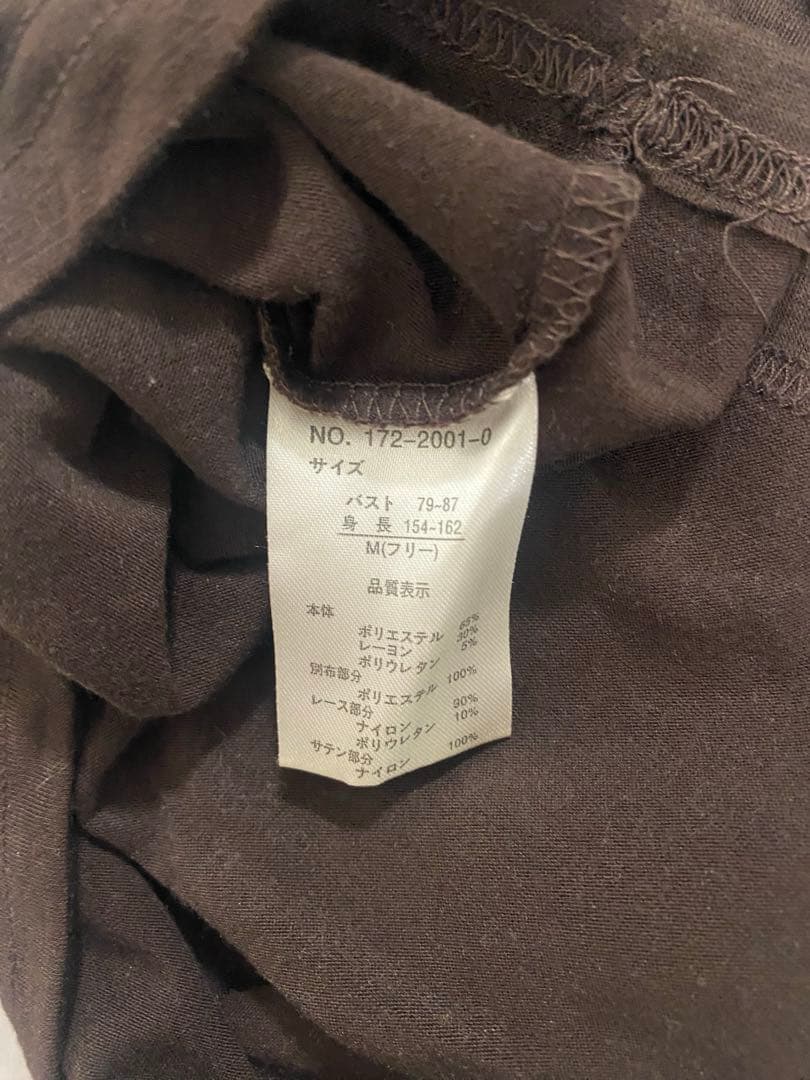 NO. 172-2001-0
サイズ
バスト 79-87
身 長 154-162
M(フリー)
品質表示
本体
ポリエステル 65%
レーヨン 30%
ポリウレタン 5%
別布部分
ポリエステル 100%
レース部分
ナイロン 90%
ポリウレタン 10%
サテン部分
ナイロン 100%